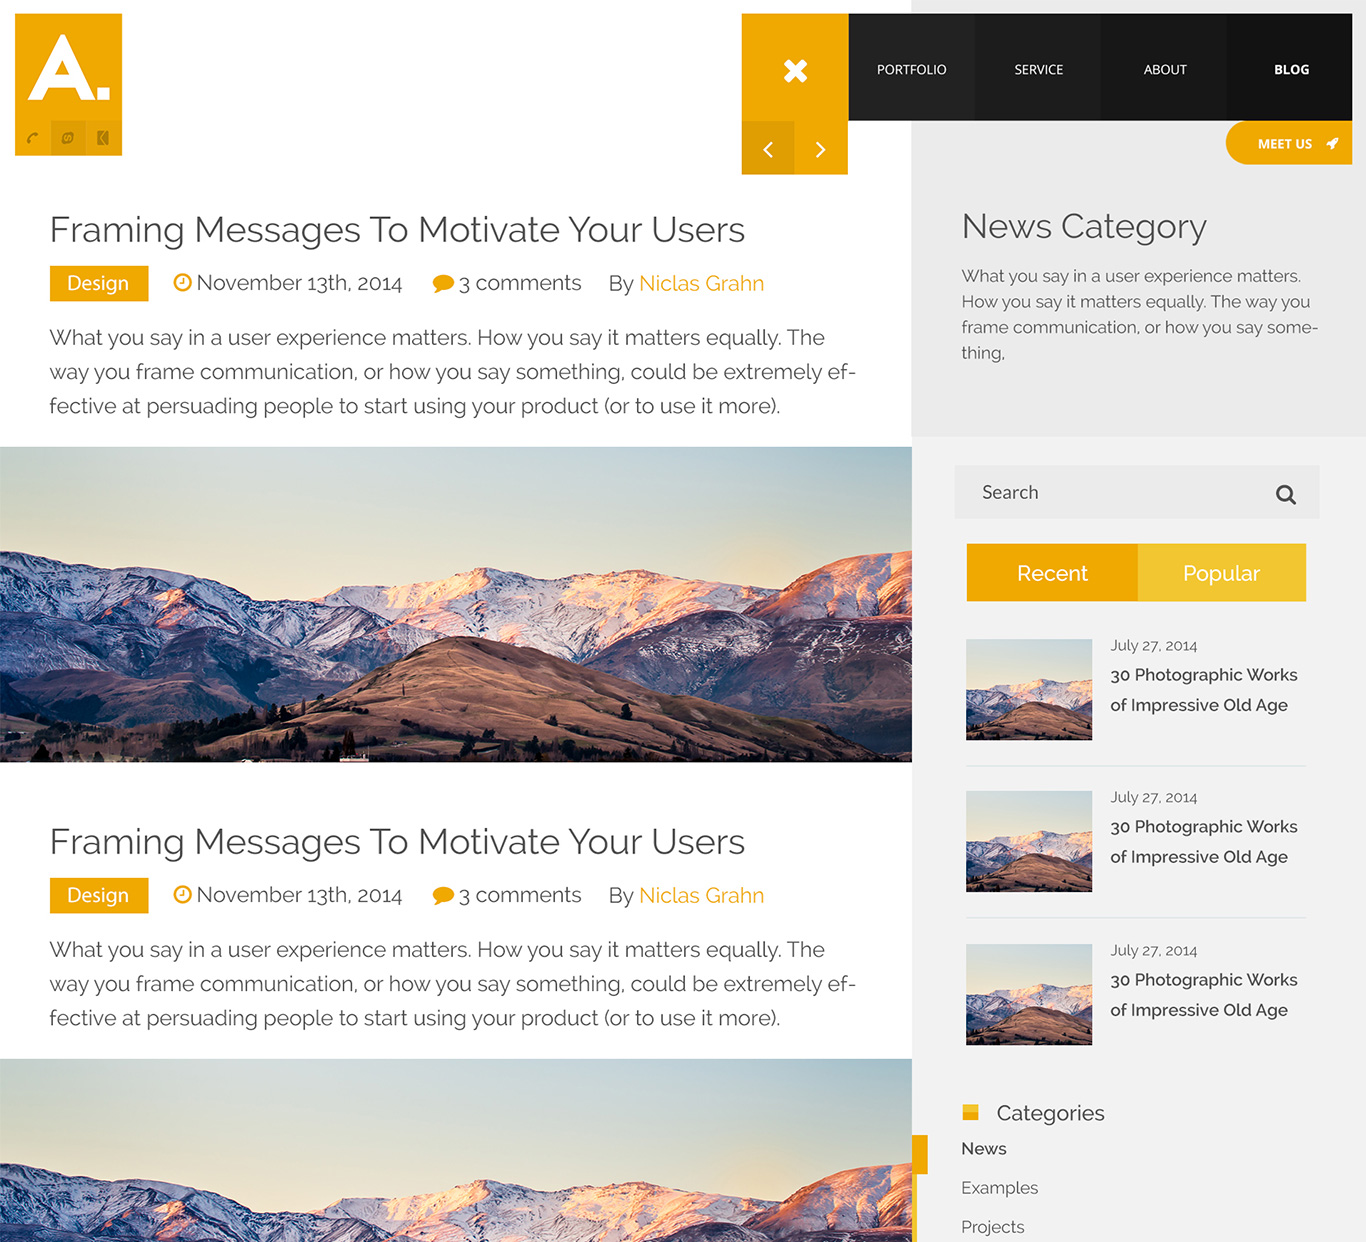 A.
PORTFOLIO
SERVICE
ABOUT
BLOG
MEET US
Framing Messages To Motivate Your Users
Design
November 13th, 2014
3 comments
By Niclas Grahn
What you say in a user experience matters. How you say it matters equally. The
way you frame communication, or how you say something, could be extremely ef-
fective at persuading people to start using your product (or to use it more).
Framing Messages To Motivate Your Users
Design
November 13th, 2014
3 comments
By Niclas Grahn
What you say in a user experience matters. How you say it matters equally. The
way you frame communication, or how you say something, could be extremely ef-
fective at persuading people to start using your product (or to use it more).
News Category
What you say in a user experience matters.
How you say it matters equally. The way you
frame communication, or how you say some-
thing,
Search
Recent
Popular
July 27, 2014
30 Photographic Works
of Impressive Old Age
July 27, 2014
30 Photographic Works
of Impressive Old Age
July 27, 2014
30 Photographic Works
of Impressive Old Age
Categories
News
Examples
Projects